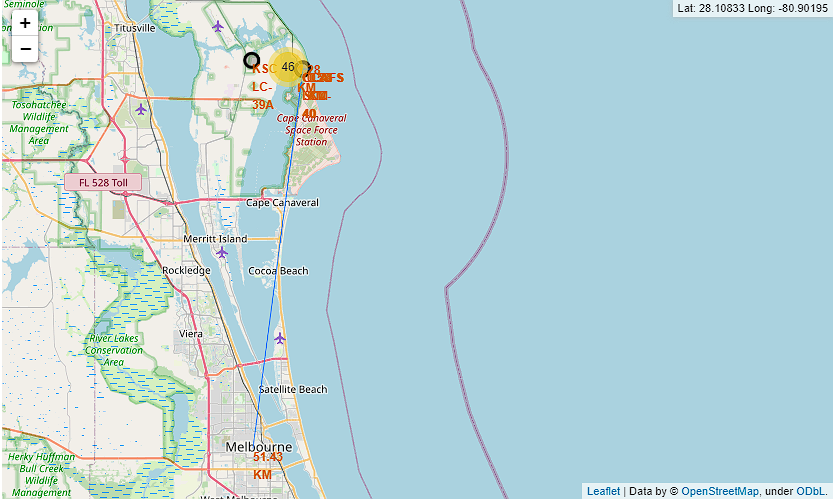 Seminole
+
−
Lat: 28.10833 Long: -80.90195
Titusville
KSC
LC-
39A
46
28
KM
40
Tosohatchee
Wildlife
Management
Area
Cape Canaveral
Space Force
Station
FL 528 Toll
Cape Canaveral
Merritt Island
Rockledge
Cocoa Beach
Viera
River Lakes
Conservation
Area
Satellite Beach
Melbourne
51.43
KM
Herky Huffman
Bull Creek
Wildlife
Management
West Melbourne
Leaflet | Data by © OpenStreetMap, under ODbL.